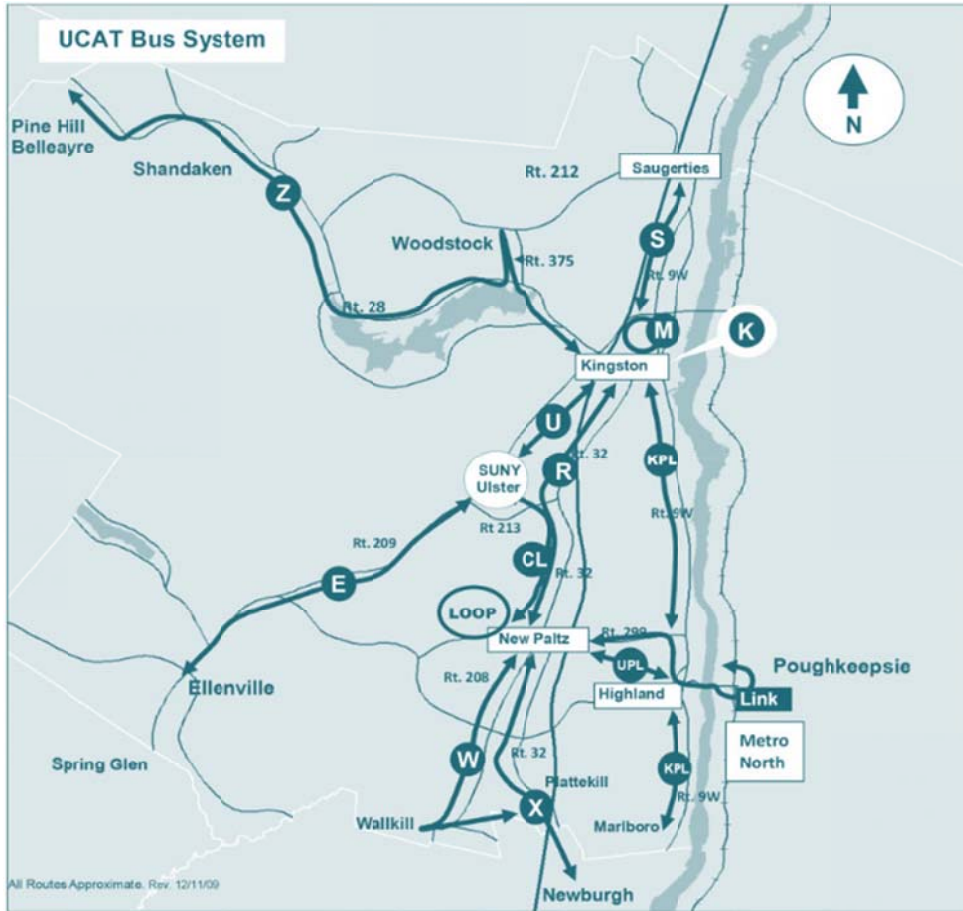 UCAT Bus System
N
Pine Hill
Belleayre
Shandaken
Z
Rt. 212
Saugerties
Woodstock
S
Rt. 375
Rt. 9W
Rt. 28
M
K
Kingston
U
Rt. 32
KPL
R
SUNY
Ulster
Rt. 9W
Rt 213
Rt. 209
CL
Rt. 32
E
LOOP
New Paltz
Rt. 299
UPL
Poughkeepsie
Rt. 208
Ellenville
Highland
Link
Metro
North
Spring Glen
W
Rt. 32
KPL
Plattekill
Rt. 9W
X
Wallkill
Marlboro
All Routes Approximate. Rev. 12/11/09
Newburgh